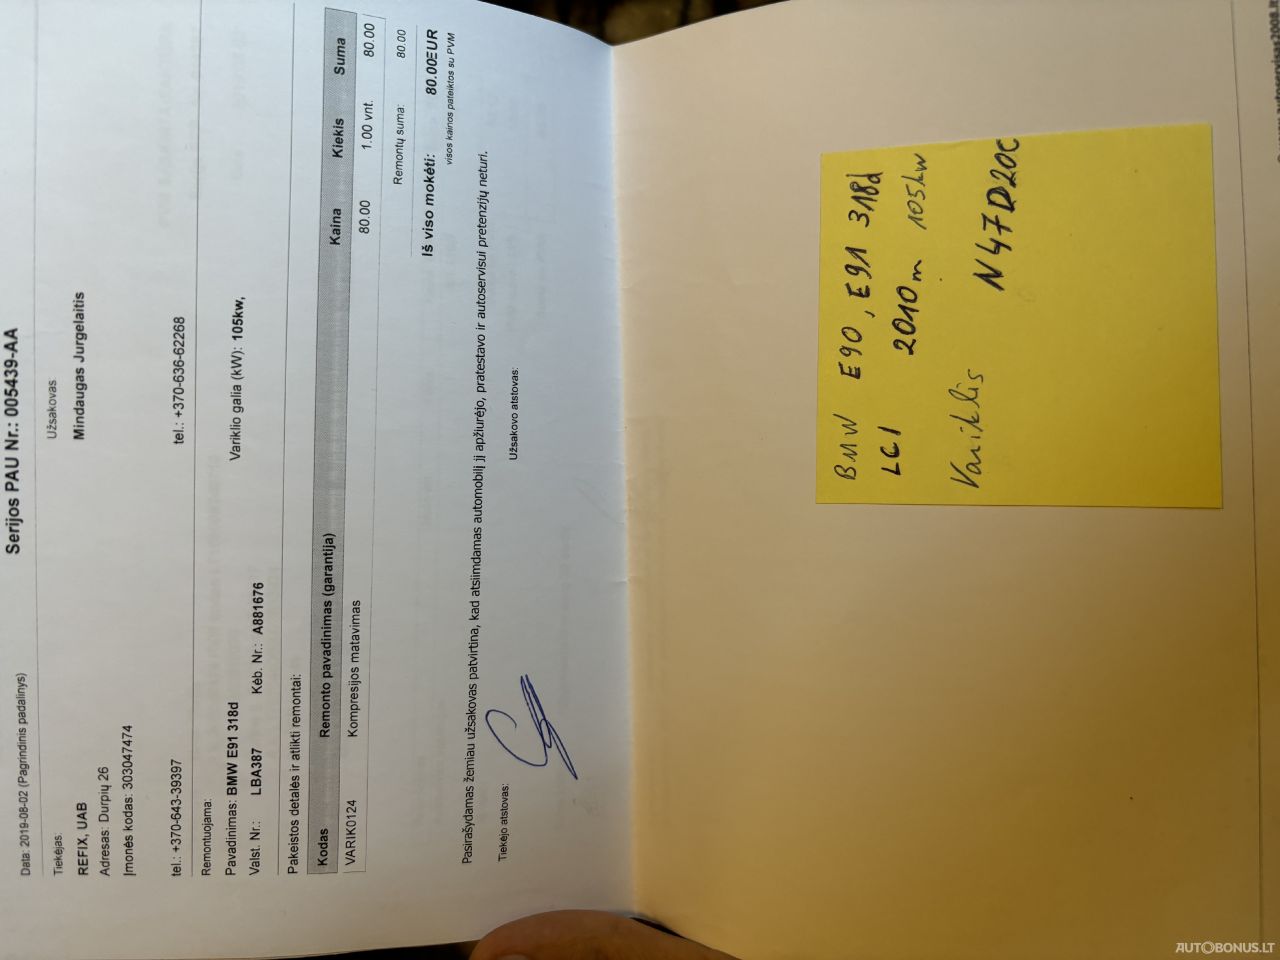 Serijos PAU Nr.: 005439-AA
Data: 2019-08-02 (Pagrindinis padalinys)
Tiekėjas:
Užsakovas
REFIX, UAB
Mindaugas Jurgelaitis
Adresas: Durpių 26
Įmonės kodas: 303047474
tel.: +370-643-39397
tel.: +370-636-62268
Remontuojama:
Pavadinimas: BMW E91 318d
Variklio galia (kW): 105kw,
Valst. Nr.: LBA387 Kėb. Nr.: A881676
Pakeistos detalės ir atlikti remontai:
Kodas Remonto pavadinimas (garantija) Kaina Kiekis Suma
VARIK0124 Kompresijos matavimas 80.00 1.00 vnt. 80.00
Remontų suma: 80.00
Iš viso mokėti: 80.00EUR
visos kainos pateiktos su PVM
Pasirašydamas žemiau užsakovas patvirtina, kad atsiimdamas automobilį jį apžiurėjo, pratestavo ir autoservisui pretenzijų neturi.
Tiekėjo atstovas:
Užsakovo atstovas:
BMW E90, E91 318d
LCI 2010m 105kw
Variklis N47D20C
AUTOBONUS.LT